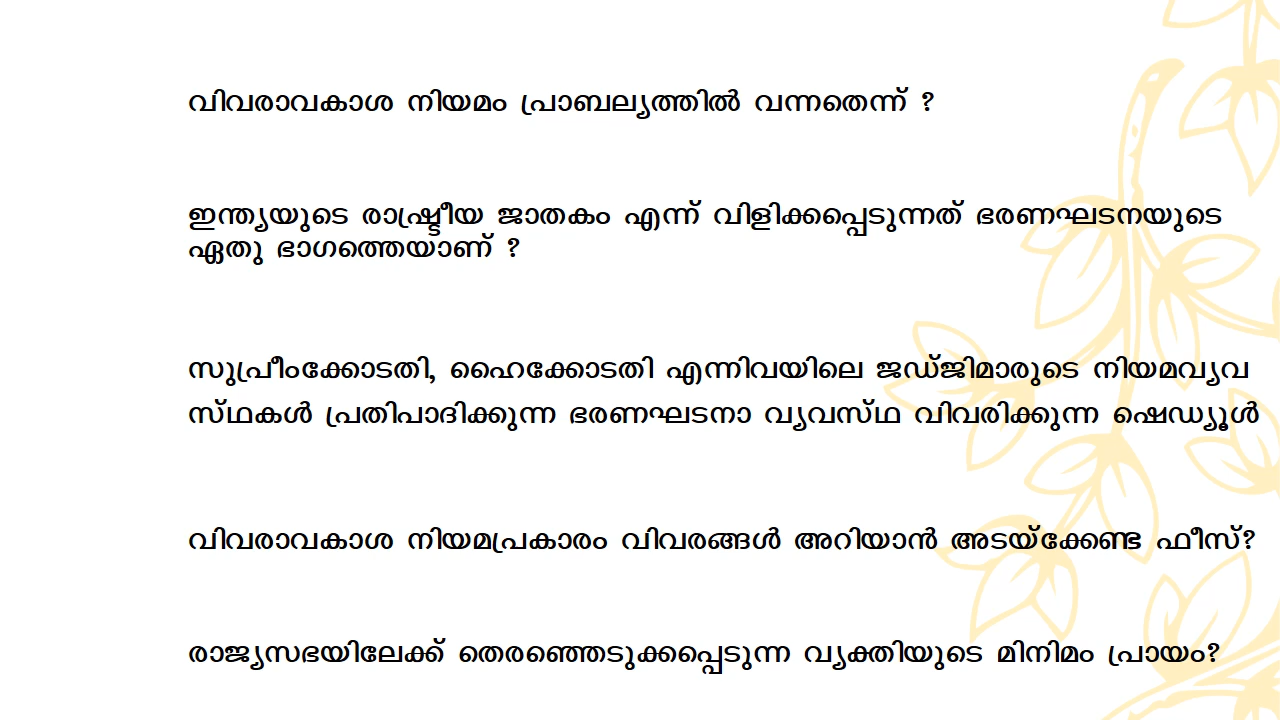 വിവരാവകാശ നിയമം പ്രാബല്യത്തിൽ വന്നതെന്ന് ?
ഇന്ത്യയുടെ രാഷ്ട്രീയ ജാതകം എന്ന് വിളിക്കപ്പെടുന്നത് ഭരണഘടനയുടെ
ഏതു ഭാഗത്തെയാണ് ?
സുപ്രീംക്കോടതി, ഹൈക്കോടതി എന്നിവയിലെ ജഡ്ജിമാരുടെ നിയമവ്യവ
സ്ഥകൾ പ്രതിപാദിക്കുന്ന ഭരണഘടനാ വ്യവസ്ഥ വിവരിക്കുന്ന ഷെഡ്യൂൾ
വിവരാവകാശ നിയമപ്രകാരം വിവരങ്ങൾ അറിയാൻ അടയ്ക്കേണ്ട ഫീസ്?
രാജ്യസഭയിലേക്ക് തെരഞ്ഞെടുക്കപ്പെടുന്ന വ്യക്തിയുടെ മിനിമം പ്രായം?